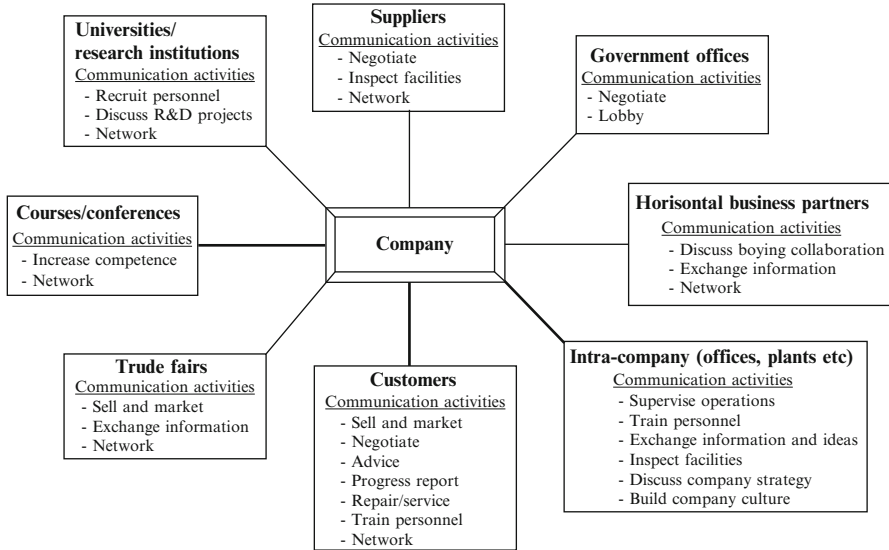 Universities/
research institutions
Communication activities
- Recruit personnel
- Discuss R&D projects
- Network
Suppliers
Communication activities
- Negotiate
- Inspect facilities
- Network
Government offices
Communication activities
- Negotiate
- Lobby
Courses/conferences
Communication activities
- Increase competence
- Network
Company
Horisontal business partners
Communication activities
- Discuss boying collaboration
- Exchange information
- Network
Trude fairs
Communication activities
- Sell and market
- Exchange information
- Network
Customers
Communication activities
- Sell and market
- Negotiate
- Advice
- Progress report
- Repair/service
- Train personnel
- Network
Intra-company (offices, plants etc)
Communication activities
- Supervise operations
- Train personnel
- Exchange information and ideas
- Inspect facilities
- Discuss company strategy
- Build company culture